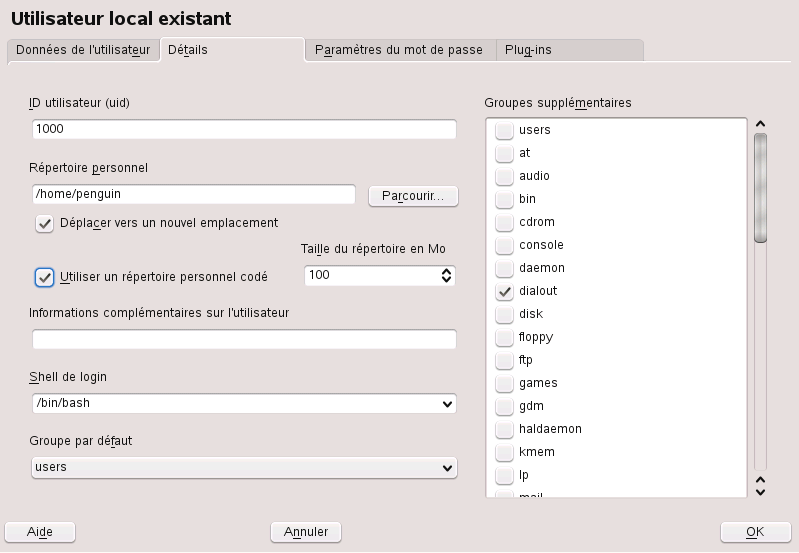 Utilisateur local existant
Données de l'utilisateur Détails Paramètres du mot de passe Plug-ins
ID utilisateur (uid)
1000
Répertoire personnel
/home/penguin Parcourir...
Déplacer vers un nouvel emplacement
Taille du répertoire en Mo
Utiliser un répertoire personnel codé 100
Informations complémentaires sur l'utilisateur
Shell de login
/bin/bash
Groupe par défaut
users
Groupes supplémentaires
users
at
audio
bin
cdrom
console
daemon
dialout
disk
floppy
ftp
games
gdm
haldaemon
kmem
lp
mail
Aide Annuler OK